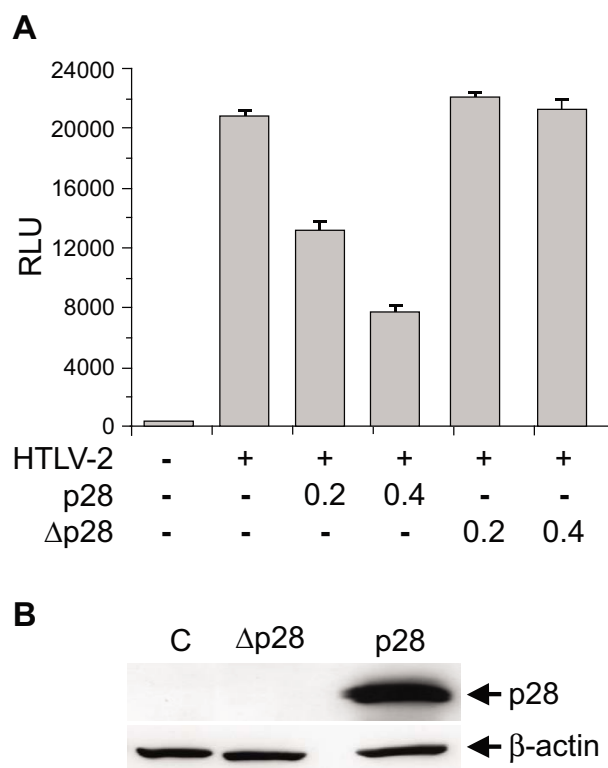 A
24000
20000
16000
12000
8000
4000
0
RLU
HTLV-2 - + + + + +
p28 - - 0.2 0.4 - -
Δp28 - - - - 0.2 0.4
B
C Δp28 p28
p28
β-actin